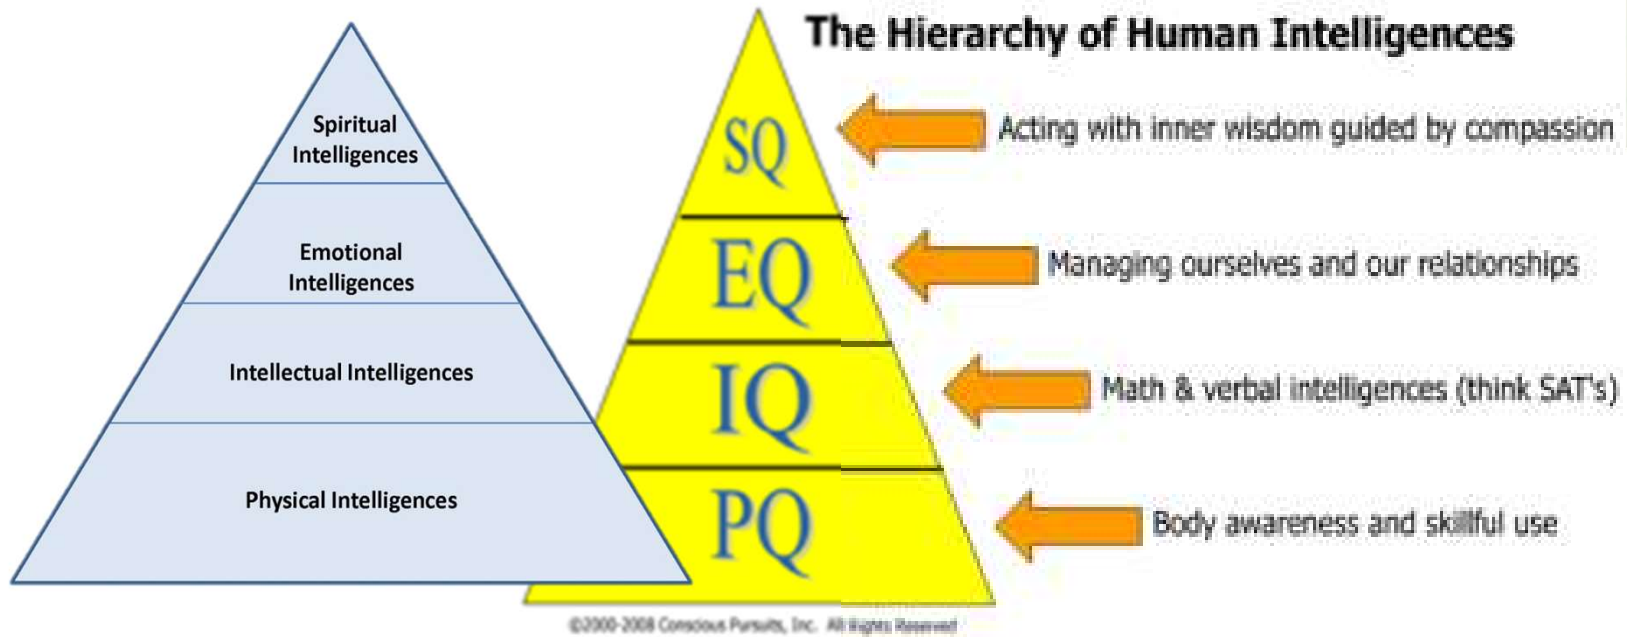 The Hierarchy of Human Intelligences
Spiritual
Intelligences
Emotional
Intelligences
Intellectual Intelligences
Physical Intelligences
SQ
Acting with inner wisdom guided by compassion
EQ
Managing ourselves and our relationships
IQ
Math & verbal intelligences (think SAT's)
PQ
Body awareness and skillful use
©2000-2008 Conscious Pursuits, Inc. All Rights Reserved